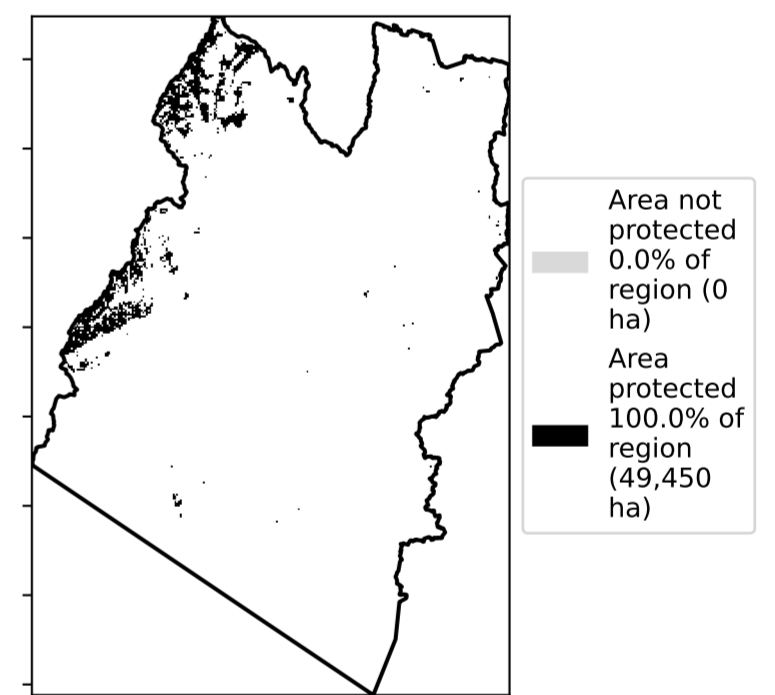 Area not
protected
0.0% of
region (0
ha)
Area
protected
100.0% of
region
(49,450
ha)